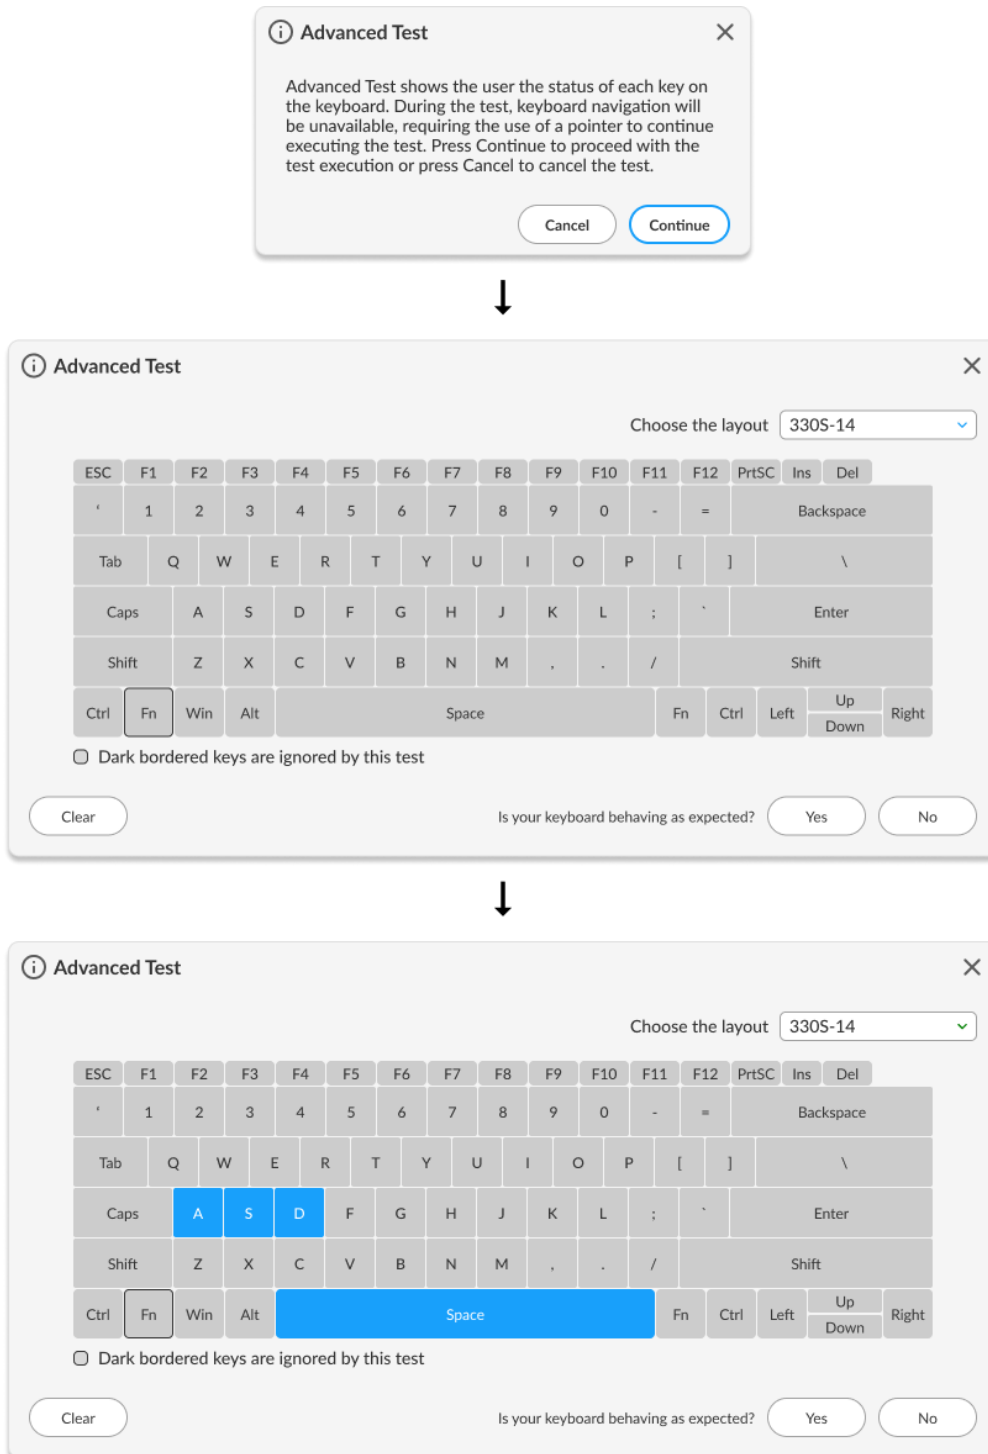 Advanced Test
Advanced Test shows the user the status of each key on
the keyboard. During the test, keyboard navigation will
be unavailable, requiring the use of a pointer to continue
executing the test. Press Continue to proceed with the
test execution or press Cancel to cancel the test.
Cancel Continue
Advanced Test
Choose the layout 330S-14
ESC F1 F2 F3 F4 F5 F6 F7 F8 F9 F10 F11 F12 PrtSC Ins Del
‘ 1 2 3 4 5 6 7 8 9 0 - = Backspace
Tab Q W E R T Y U I O P [ ] \
Caps A S D F G H J K L ; ` Enter
Shift Z X C V B N M , . / Shift
Ctrl Fn Win Alt Space Fn Ctrl Left Up Down Right
Dark bordered keys are ignored by this test
Clear Is your keyboard behaving as expected? Yes No
Advanced Test
Choose the layout 330S-14
ESC F1 F2 F3 F4 F5 F6 F7 F8 F9 F10 F11 F12 PrtSC Ins Del
‘ 1 2 3 4 5 6 7 8 9 0 - = Backspace
Tab Q W E R T Y U I O P [ ] \
Caps A S D F G H J K L ; ` Enter
Shift Z X C V B N M , . / Shift
Ctrl Fn Win Alt Space Fn Ctrl Left Up Down Right
Dark bordered keys are ignored by this test
Clear Is your keyboard behaving as expected? Yes No